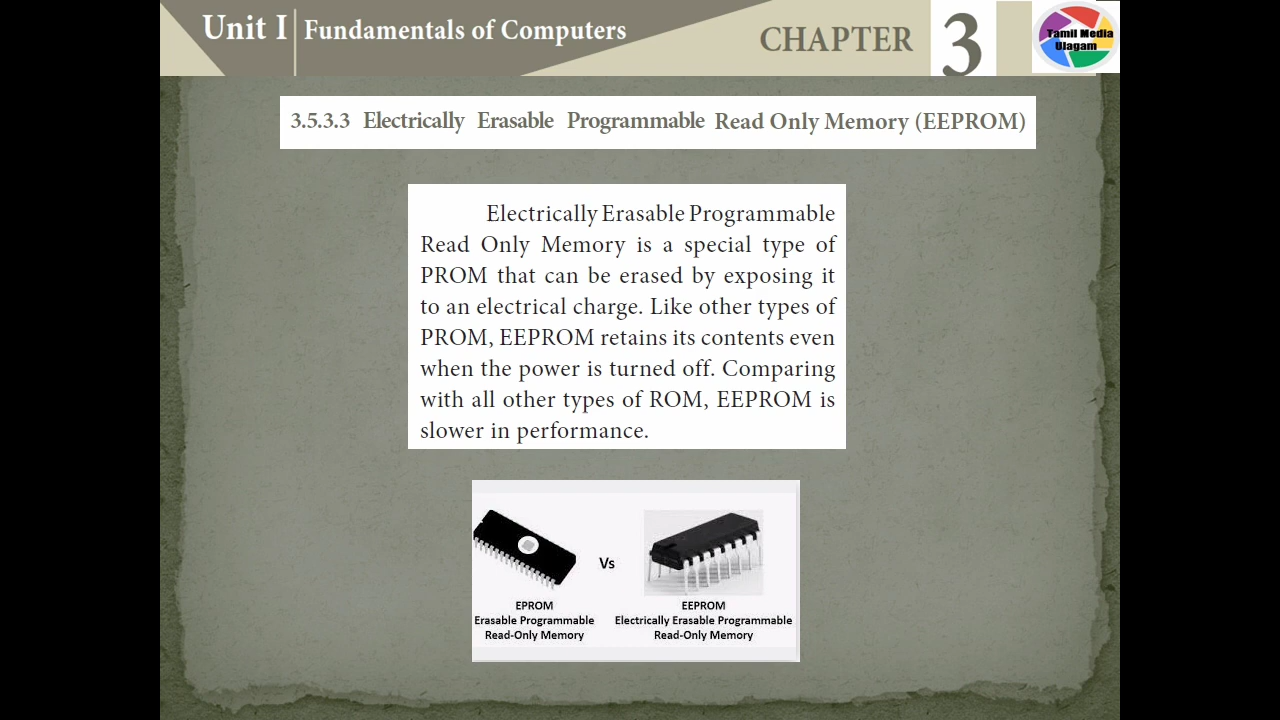 Unit I Fundamentals of Computers
CHAPTER 3
Tamil Media
Ulagam
3.5.3.3 Electrically Erasable Programmable Read Only Memory (EEPROM)
Electrically Erasable Programmable
Read Only Memory is a special type of
PROM that can be erased by exposing it
to an electrical charge. Like other types of
PROM, EEPROM retains its contents even
when the power is turned off. Comparing
with all other types of ROM, EEPROM is
slower in performance.
Vs
EPROM
Erasable Programmable
Read-Only Memory
EEPROM
Electrically Erasable Programmable
Read-Only Memory